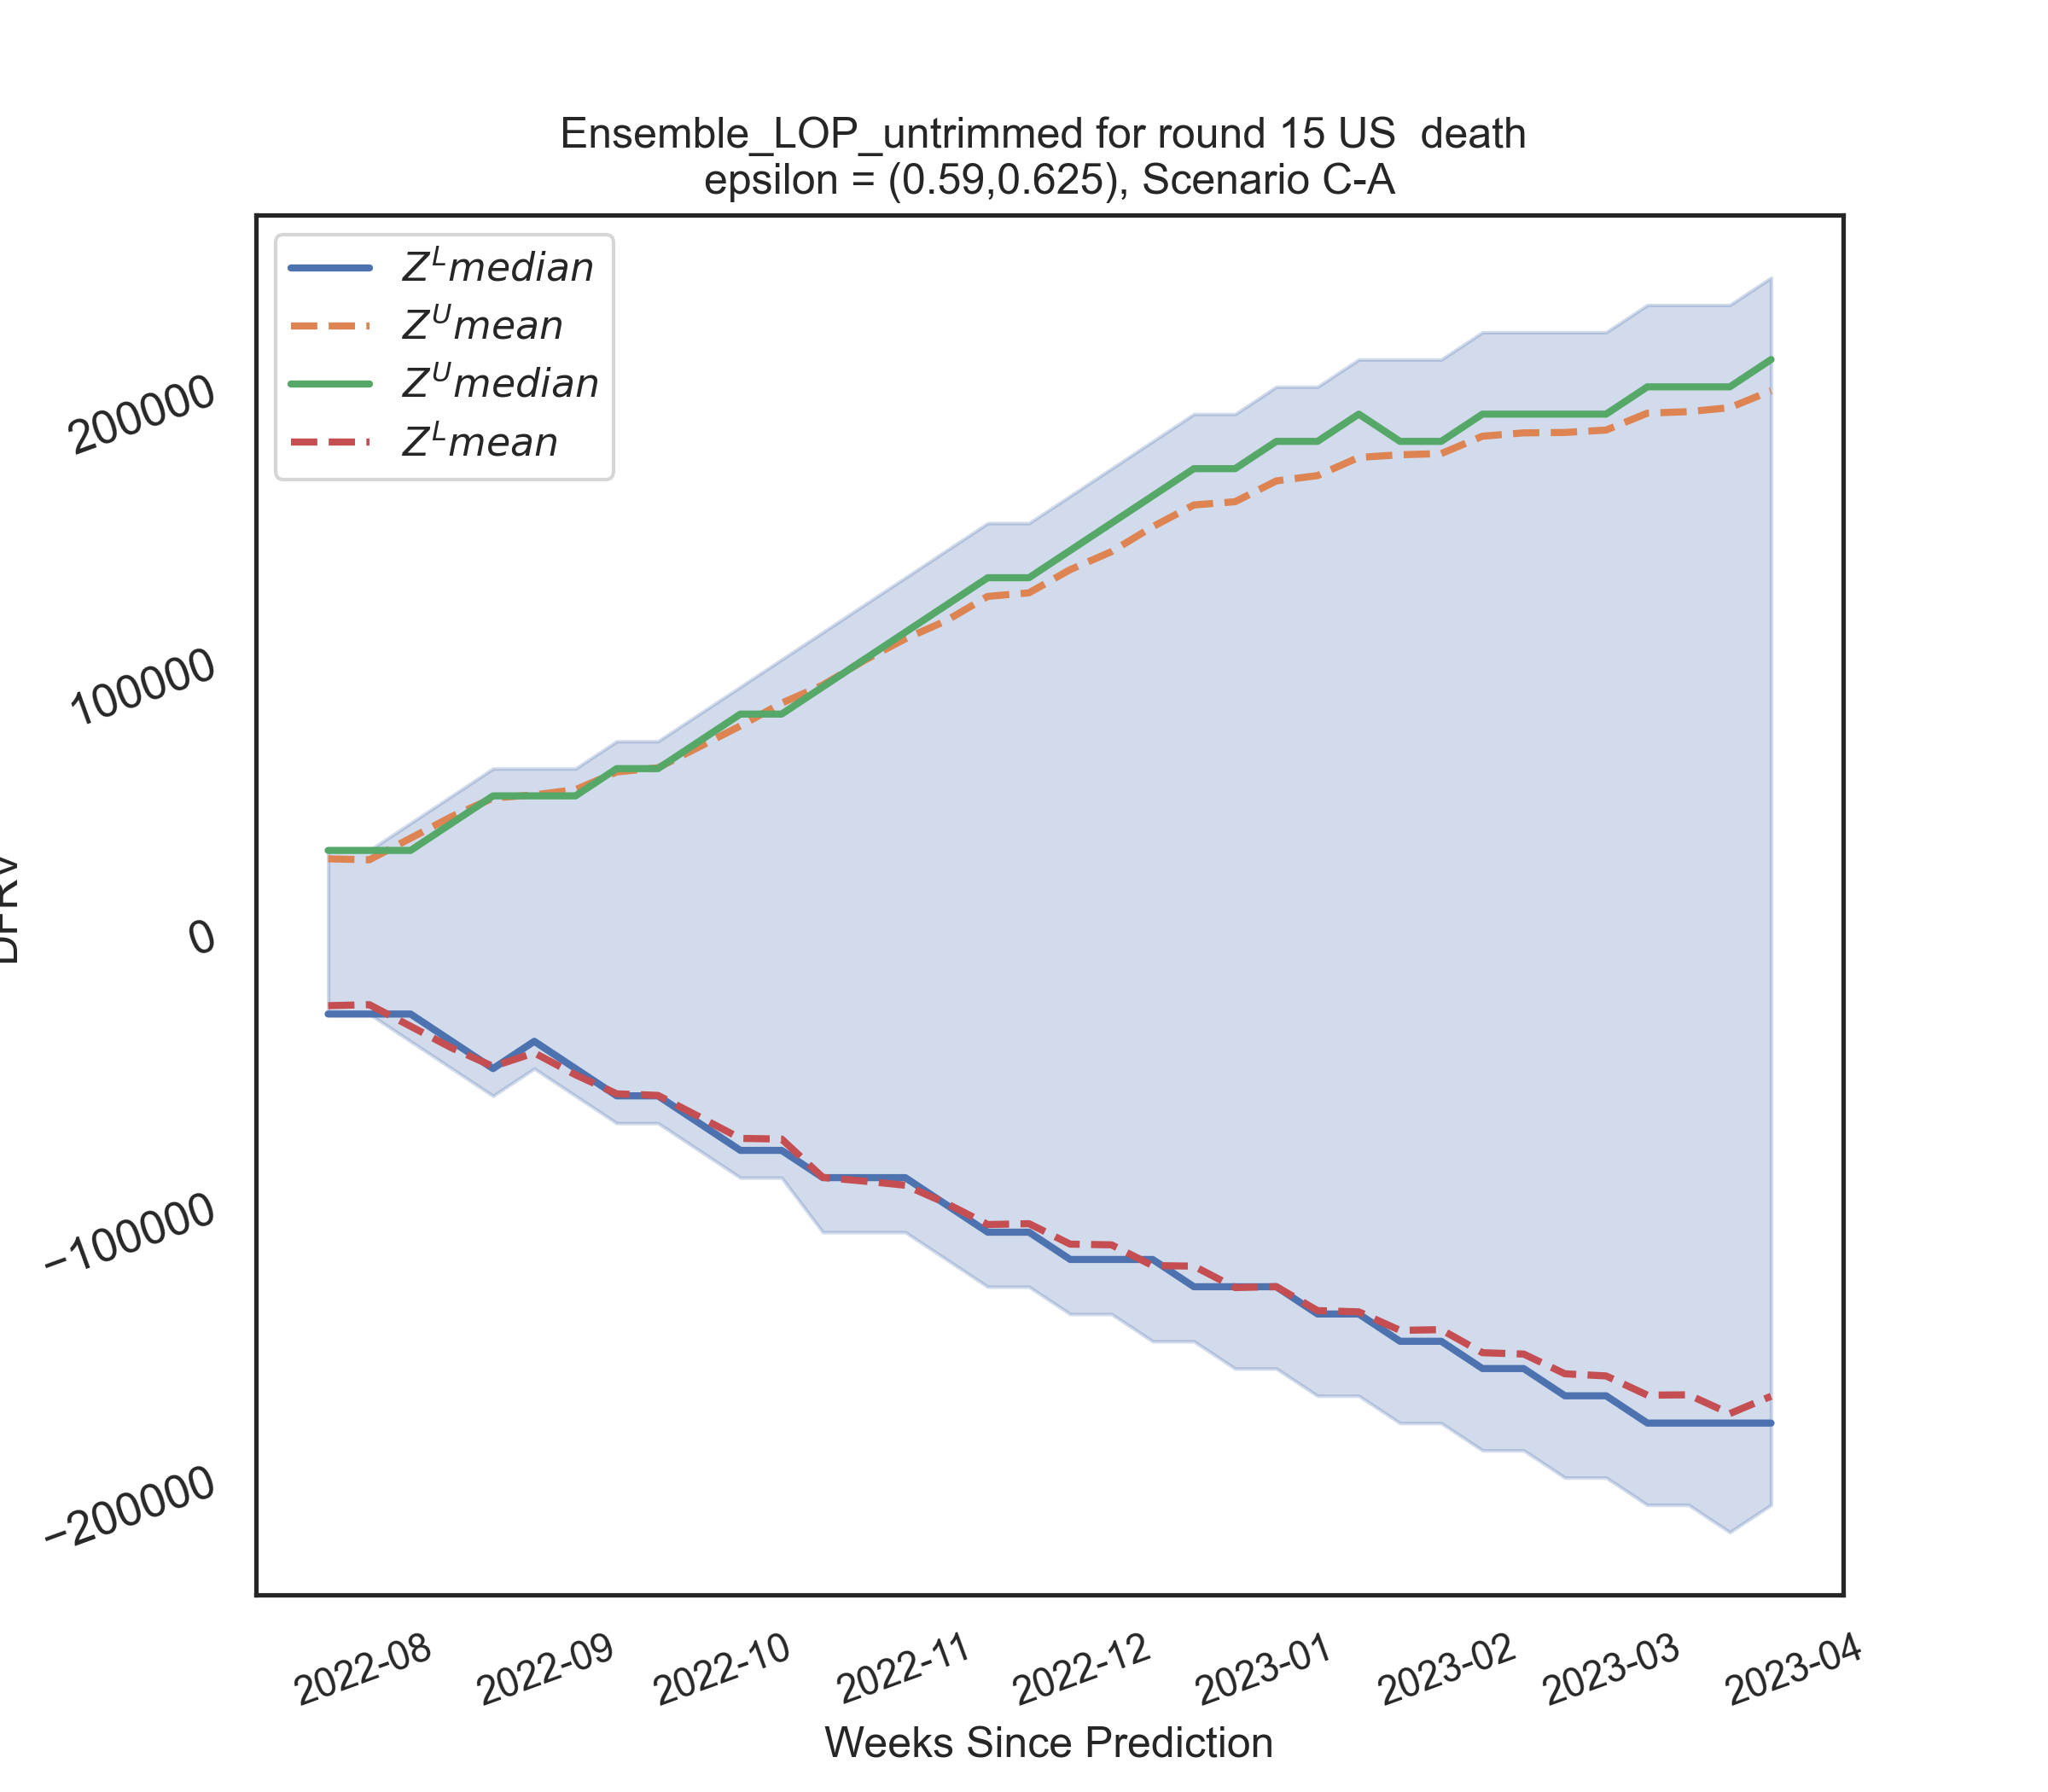 Ensemble_LOP_untrimmed for round 15 US  death
epsilon = (0.59,0.625), Scenario C-A
Z^L median
Z^U mean
Z^U median
Z^L mean
200000
100000
0
−100000
−200000
2022-08
2022-09
2022-10
2022-11
2022-12
2023-01
2023-02
2023-03
2023-04
Weeks Since Prediction